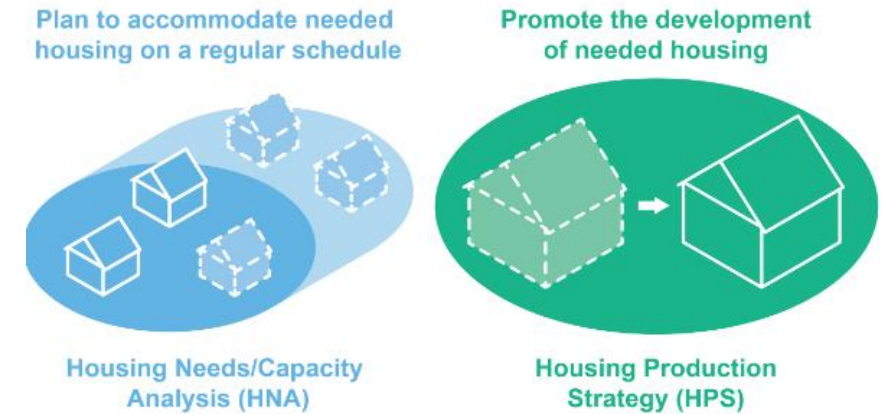 Plan to accommodate needed
housing on a regular schedule
Promote the development
of needed housing
Housing Needs/Capacity
Analysis (HNA)
Housing Production
Strategy (HPS)